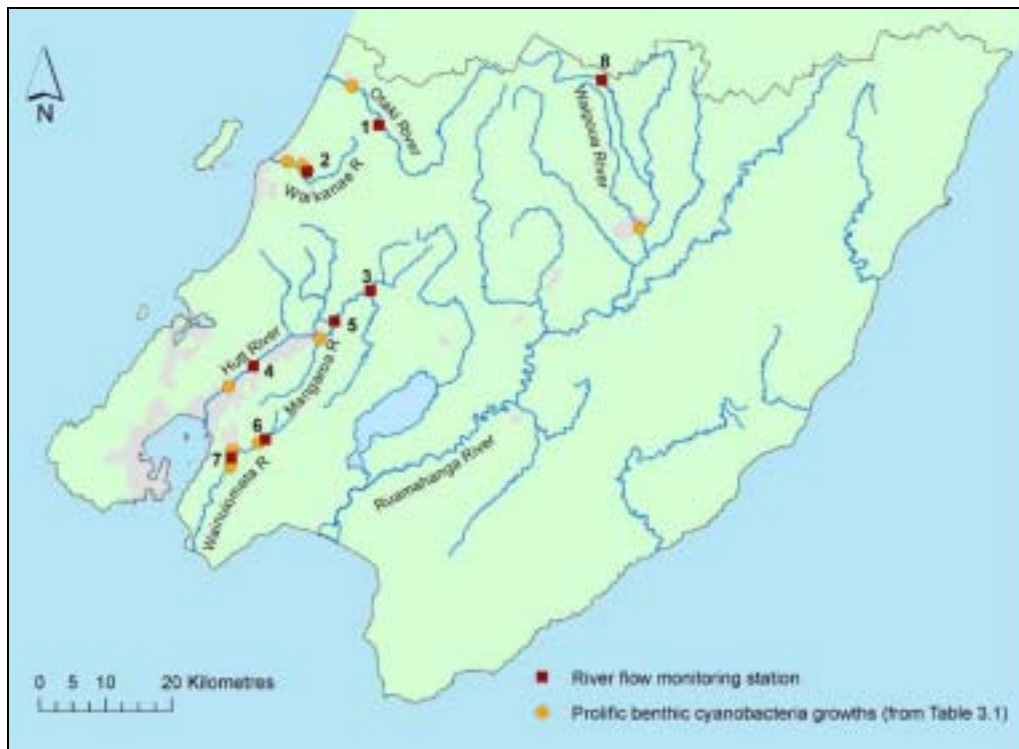 8
Otaki River
Waipoua River
1
2
Waikanae R
3
5
Hutt River
Mangaroa R
4
6
7
Wainuiomata R
Ruamahanga River
N
0 5 10 20 Kilometres
River flow monitoring station
Prolific benthic cyanobacteria growths (from Table 3.1)